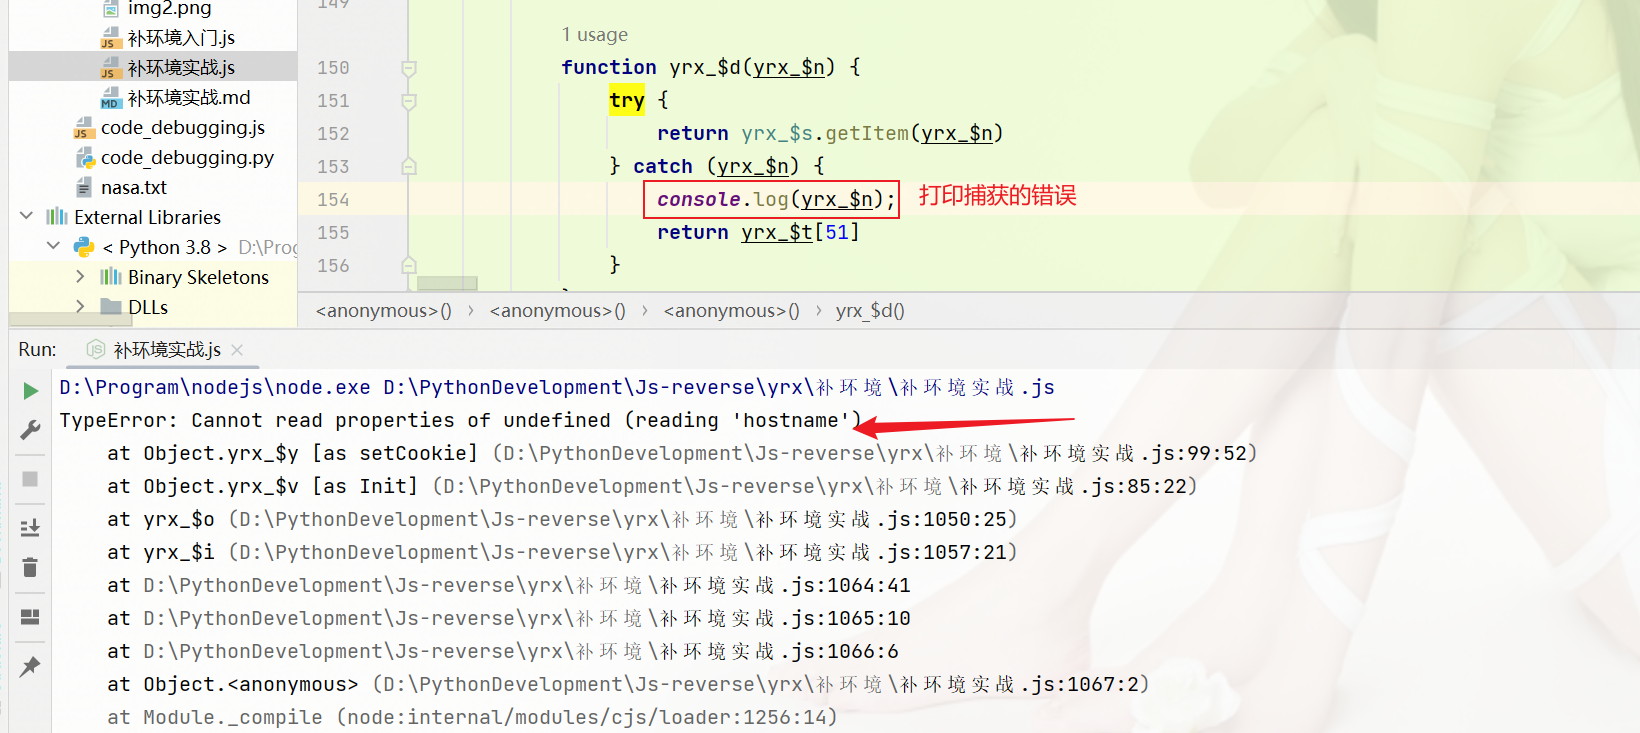 img2.png
补环境入门.js
补环境实战.js
补环境实战.md
code_debugging.js
code_debugging.py
nasa.txt
External Libraries
< Python 3.8 > D:\Prog
Binary Skeletons
DLLs
149
1 usage
150 function yrx_$d(yrx_$n) {
151 try {
152 return yrx_$s.getItem(yrx_$n)
153 } catch (yrx_$n) {
154 console.log(yrx_$n); 打印捕获的错误
155 return yrx_$t[51]
156 }
<anonymous>() › <anonymous>() › <anonymous>() › yrx_$d()
Run: 补环境实战.js ×
D:\Program\nodejs\node.exe D:\PythonDevelopment\Js-reverse\yrx\补环境\补环境实战.js
TypeError: Cannot read properties of undefined (reading 'hostname')
at Object.yrx_$y [as setCookie] (D:\PythonDevelopment\Js-reverse\yrx\补环境\补环境实战.js:99:52)
at Object.yrx_$v [as Init] (D:\PythonDevelopment\Js-reverse\yrx\补环境\补环境实战.js:85:22)
at yrx_$o (D:\PythonDevelopment\Js-reverse\yrx\补环境\补环境实战.js:1050:25)
at yrx_$i (D:\PythonDevelopment\Js-reverse\yrx\补环境\补环境实战.js:1057:21)
at D:\PythonDevelopment\Js-reverse\yrx\补环境\补环境实战.js:1064:41
at D:\PythonDevelopment\Js-reverse\yrx\补环境\补环境实战.js:1065:10
at D:\PythonDevelopment\Js-reverse\yrx\补环境\补环境实战.js:1066:6
at Object.<anonymous> (D:\PythonDevelopment\Js-reverse\yrx\补环境\补环境实战.js:1067:2)
at Module._compile (node:internal/modules/cjs/loader:1256:14)